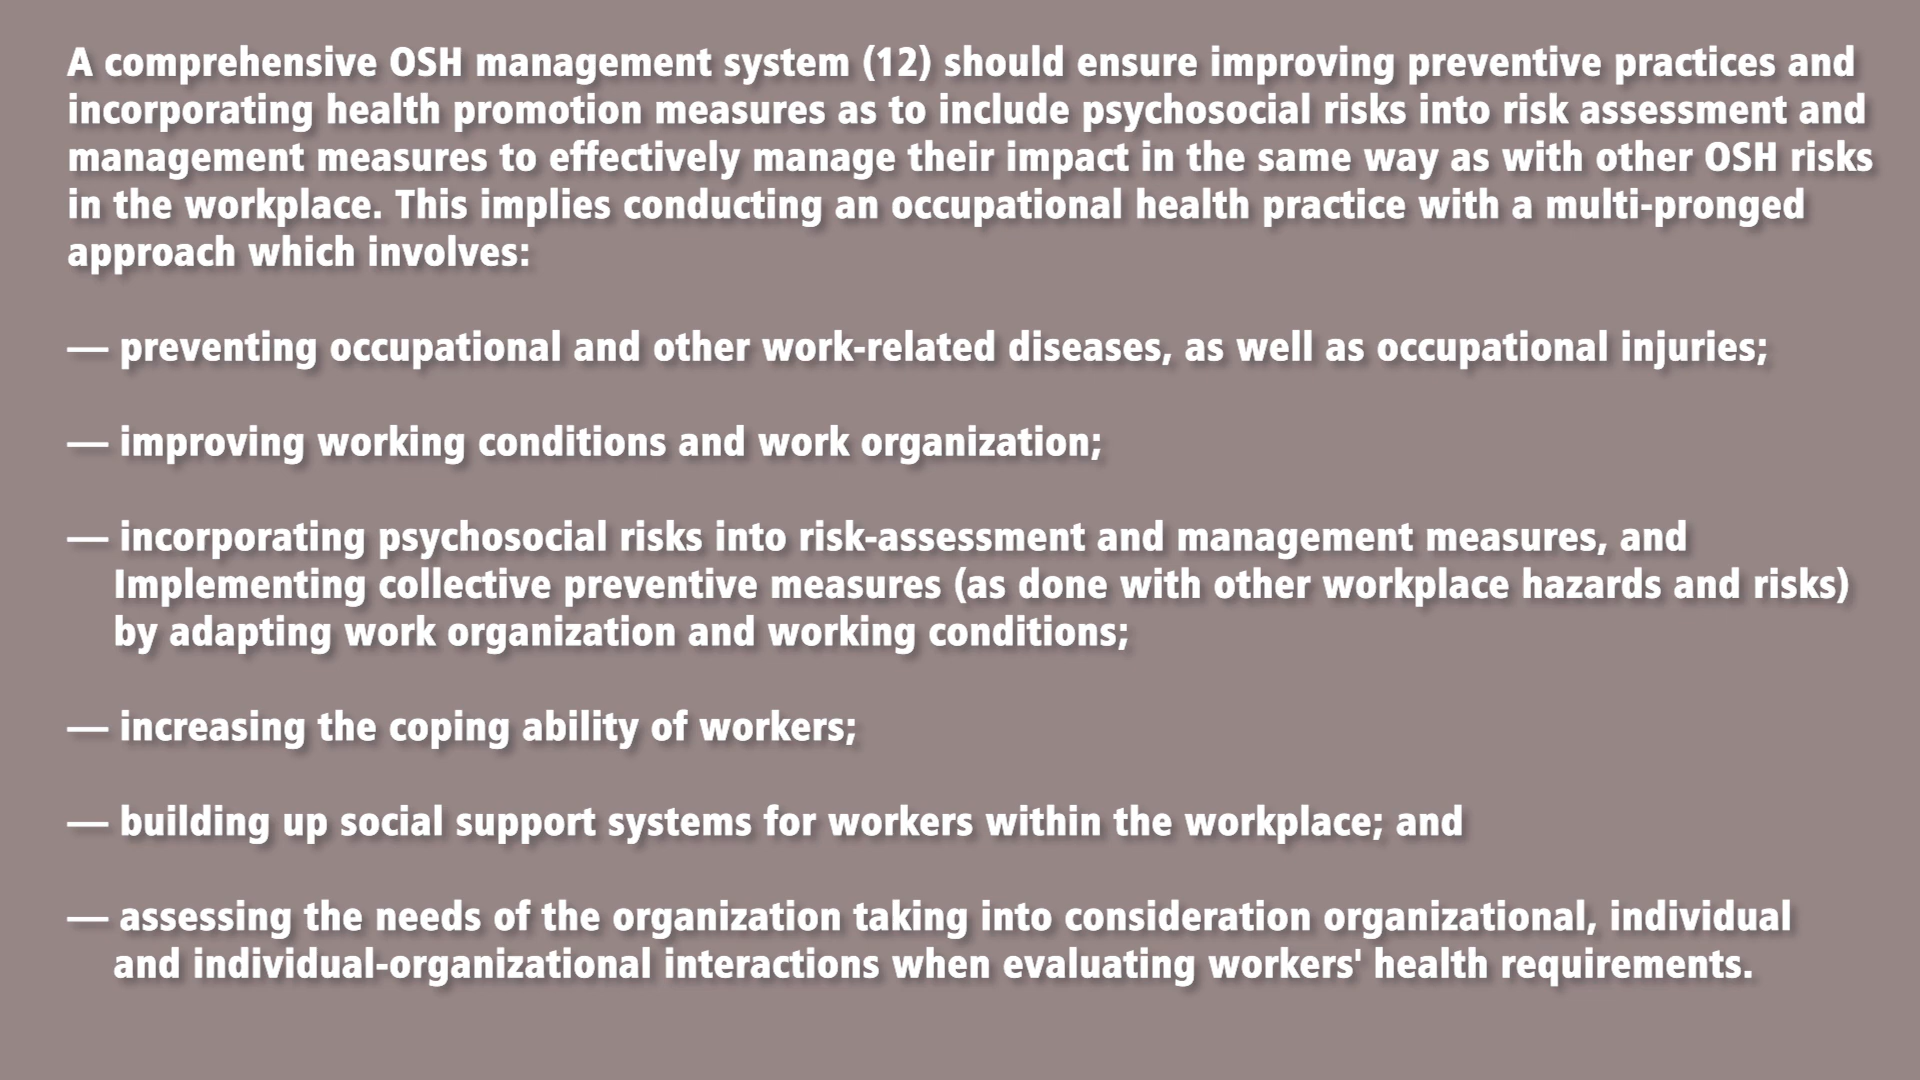 A comprehensive OSH management system (12) should ensure improving preventive practices and
incorporating health promotion measures as to include psychosocial risks into risk assessment and
management measures to effectively manage their impact in the same way as with other OSH risks
in the workplace. This implies conducting an occupational health practice with a multi-pronged
approach which involves:
— preventing occupational and other work-related diseases, as well as occupational injuries;
— improving working conditions and work organization;
— incorporating psychosocial risks into risk-assessment and management measures, and
Implementing collective preventive measures (as done with other workplace hazards and risks)
by adapting work organization and working conditions;
— increasing the coping ability of workers;
— building up social support systems for workers within the workplace; and
— assessing the needs of the organization taking into consideration organizational, individual
and individual-organizational interactions when evaluating workers' health requirements.